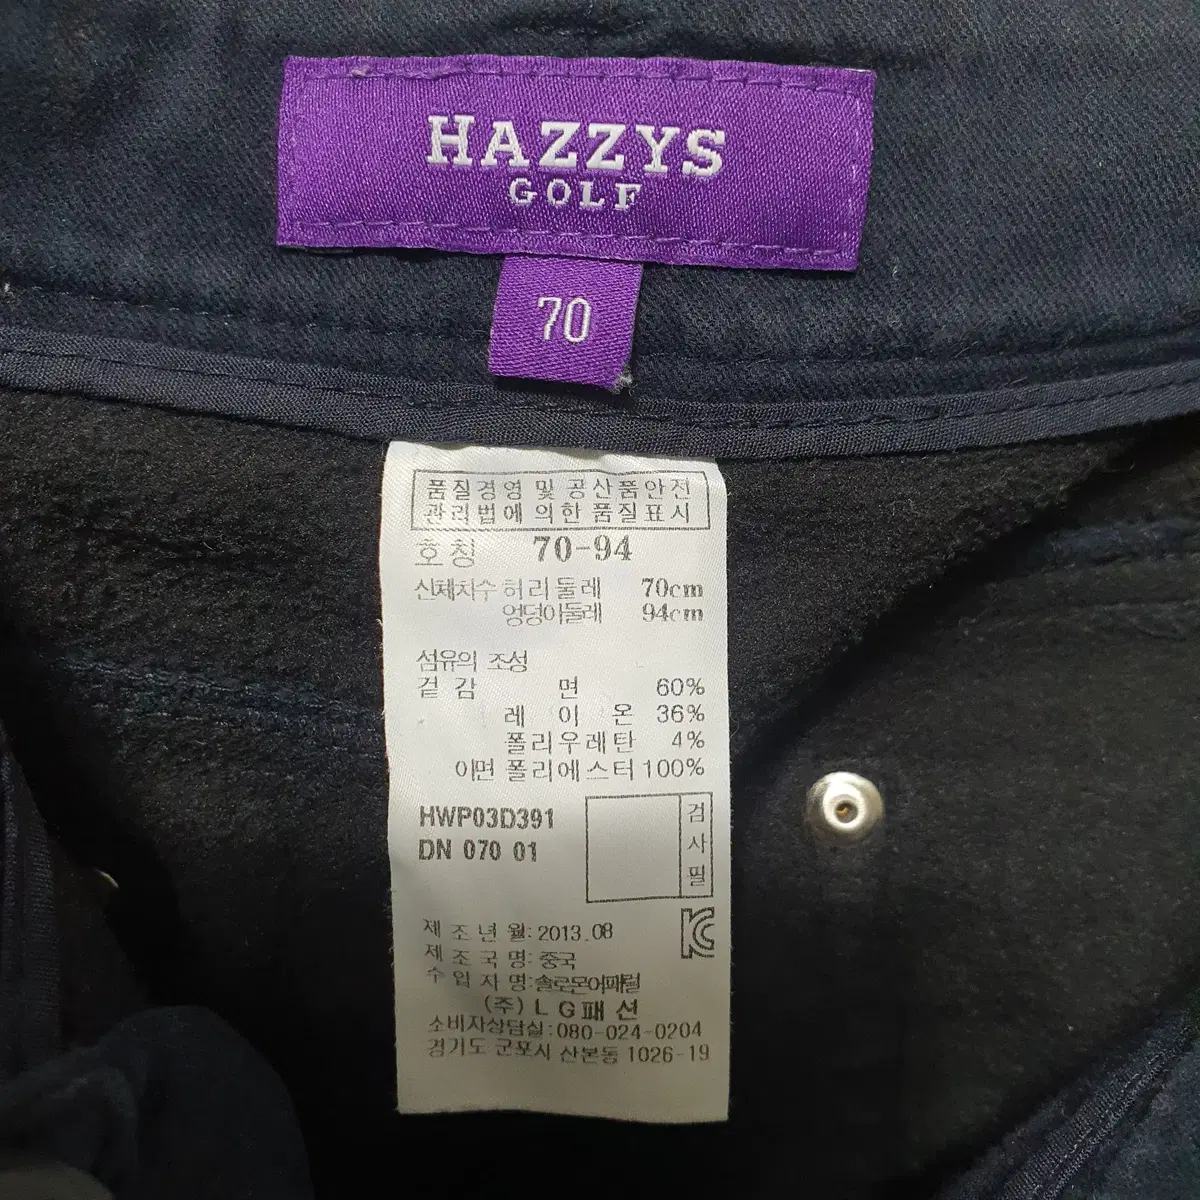 HAZZYS
GOLF
70
품질경영 및 공산품안전
관리법에 의한 품질표시
호칭 70-94
신체치수 허리둘레 70cm
엉덩이둘레 94cm
섬유의 조성
겉감 면 60%
레이온 36%
폴리우레탄 4%
이면 폴리에스터 100%
HWP03D391
DN 070 01
검사필
제조년월: 2013.08
제조국명: 중국
수입자명: 솔로몬어패럴
(주)LG패션
소비자상담실: 080-024-0204
경기도 군포시 산본동 1026-19